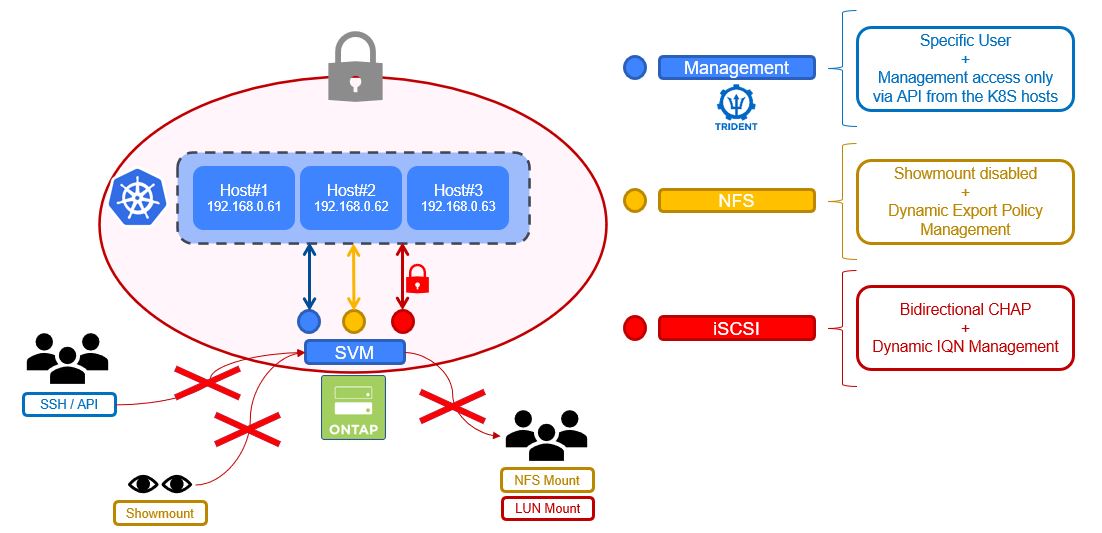 Host#1
192.168.0.61
Host#2
192.168.0.62
Host#3
192.168.0.63
SVM
ONTAP
SSH / API
Showmount
NFS Mount
LUN Mount
Management
TRIDENT
Specific User
+
Management access only
via API from the K8S hosts
NFS
Showmount disabled
+
Dynamic Export Policy
Management
iSCSI
Bidirectional CHAP
+
Dynamic IQN Management